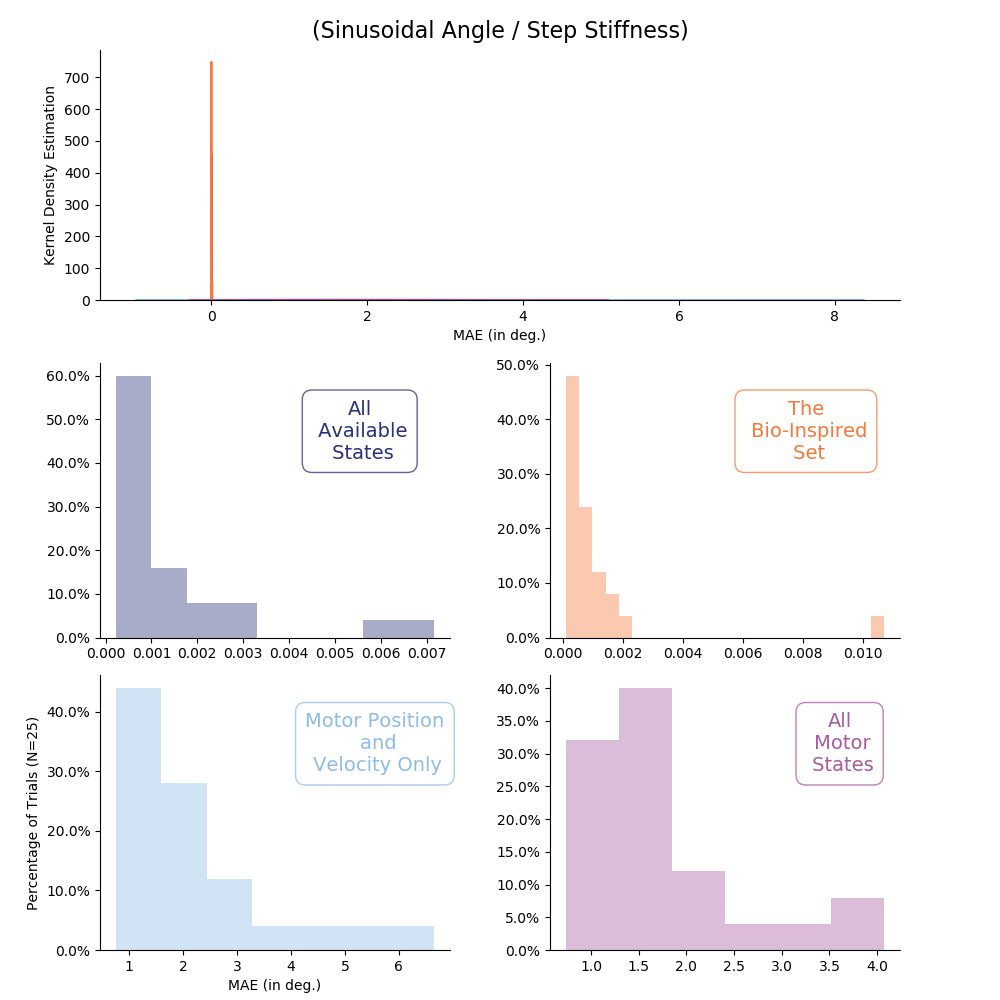 (Sinusoidal Angle / Step Stiffness)
Kernel Density Estimation
700
600
500
400
300
200
100
0
0 2 4 6 8
MAE (in deg.)
60.0%
50.0%
40.0%
30.0%
20.0%
10.0%
0.0%
0.000 0.001 0.002 0.003 0.004 0.005 0.006 0.007
All
Available
States
50.0%
40.0%
30.0%
20.0%
10.0%
0.0%
0.000 0.002 0.004 0.006 0.008 0.010
The
Bio-Inspired
Set
Percentage of Trials (N=25)
40.0%
30.0%
20.0%
10.0%
0.0%
1 2 3 4 5 6
MAE (in deg.)
Motor Position
and
Velocity Only
40.0%
35.0%
30.0%
25.0%
20.0%
15.0%
10.0%
5.0%
0.0%
1.0 1.5 2.0 2.5 3.0 3.5 4.0
All
Motor
States